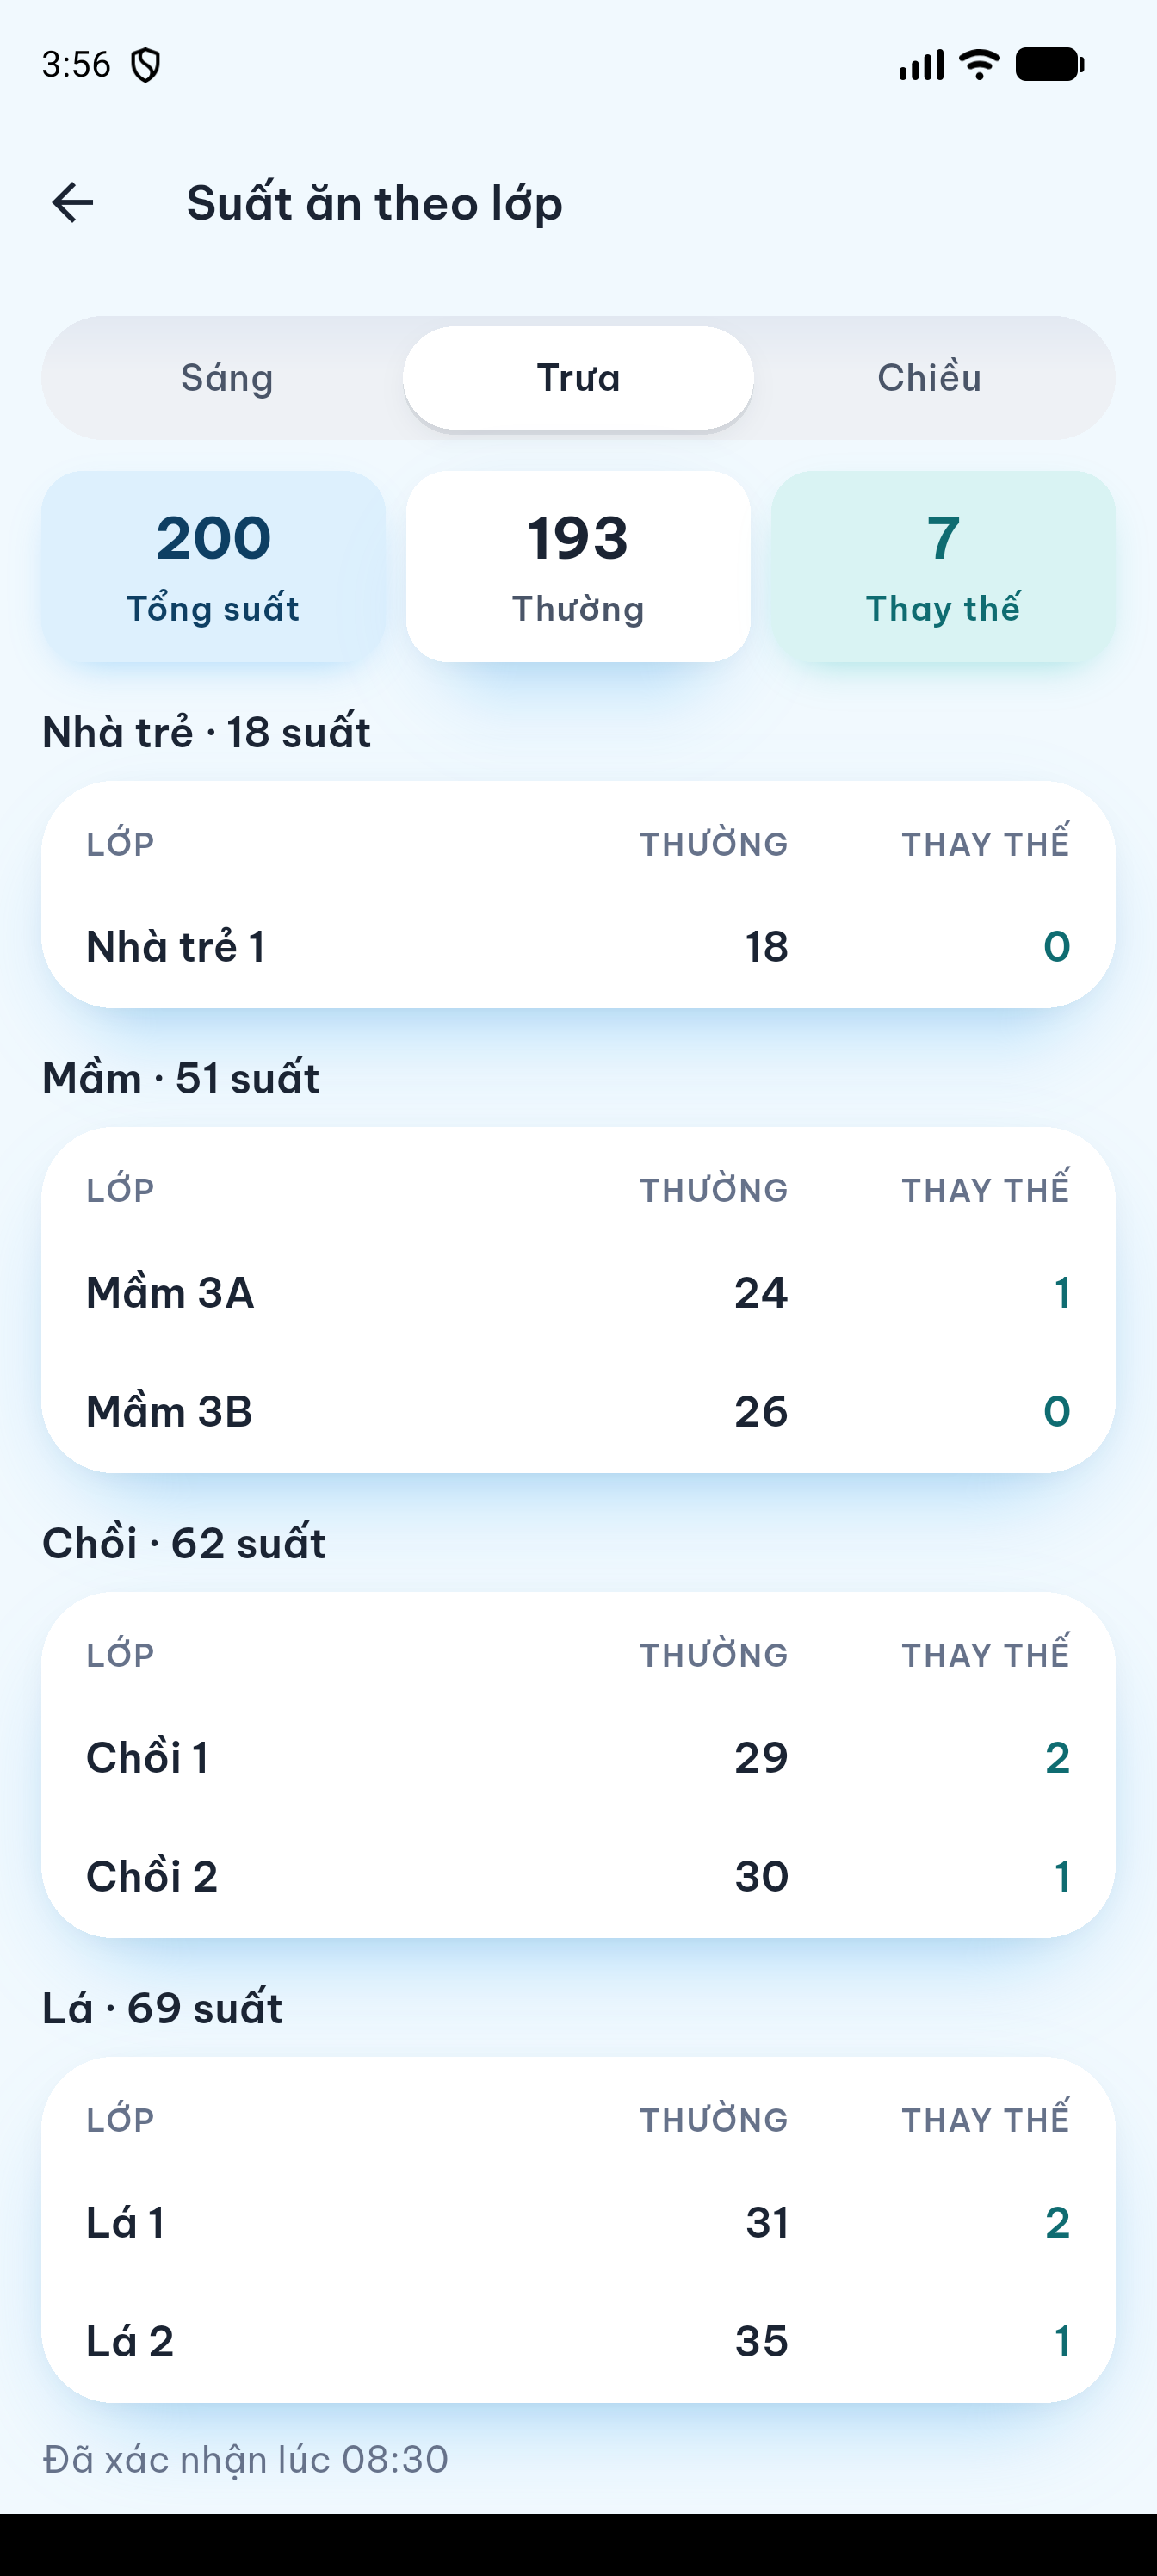 3:56
Suất ăn theo lớp
Sáng Trưa Chiều
200 193 7
Tổng suất Thường Thay thế
Nhà trẻ · 18 suất
LỚP THƯỜNG THAY THẾ
Nhà trẻ 1 18 0
Mầm · 51 suất
LỚP THƯỜNG THAY THẾ
Mầm 3A 24 1
Mầm 3B 26 0
Chồi · 62 suất
LỚP THƯỜNG THAY THẾ
Chồi 1 29 2
Chồi 2 30 1
Lá · 69 suất
LỚP THƯỜNG THAY THẾ
Lá 1 31 2
Lá 2 35 1
Đã xác nhận lúc 08:30